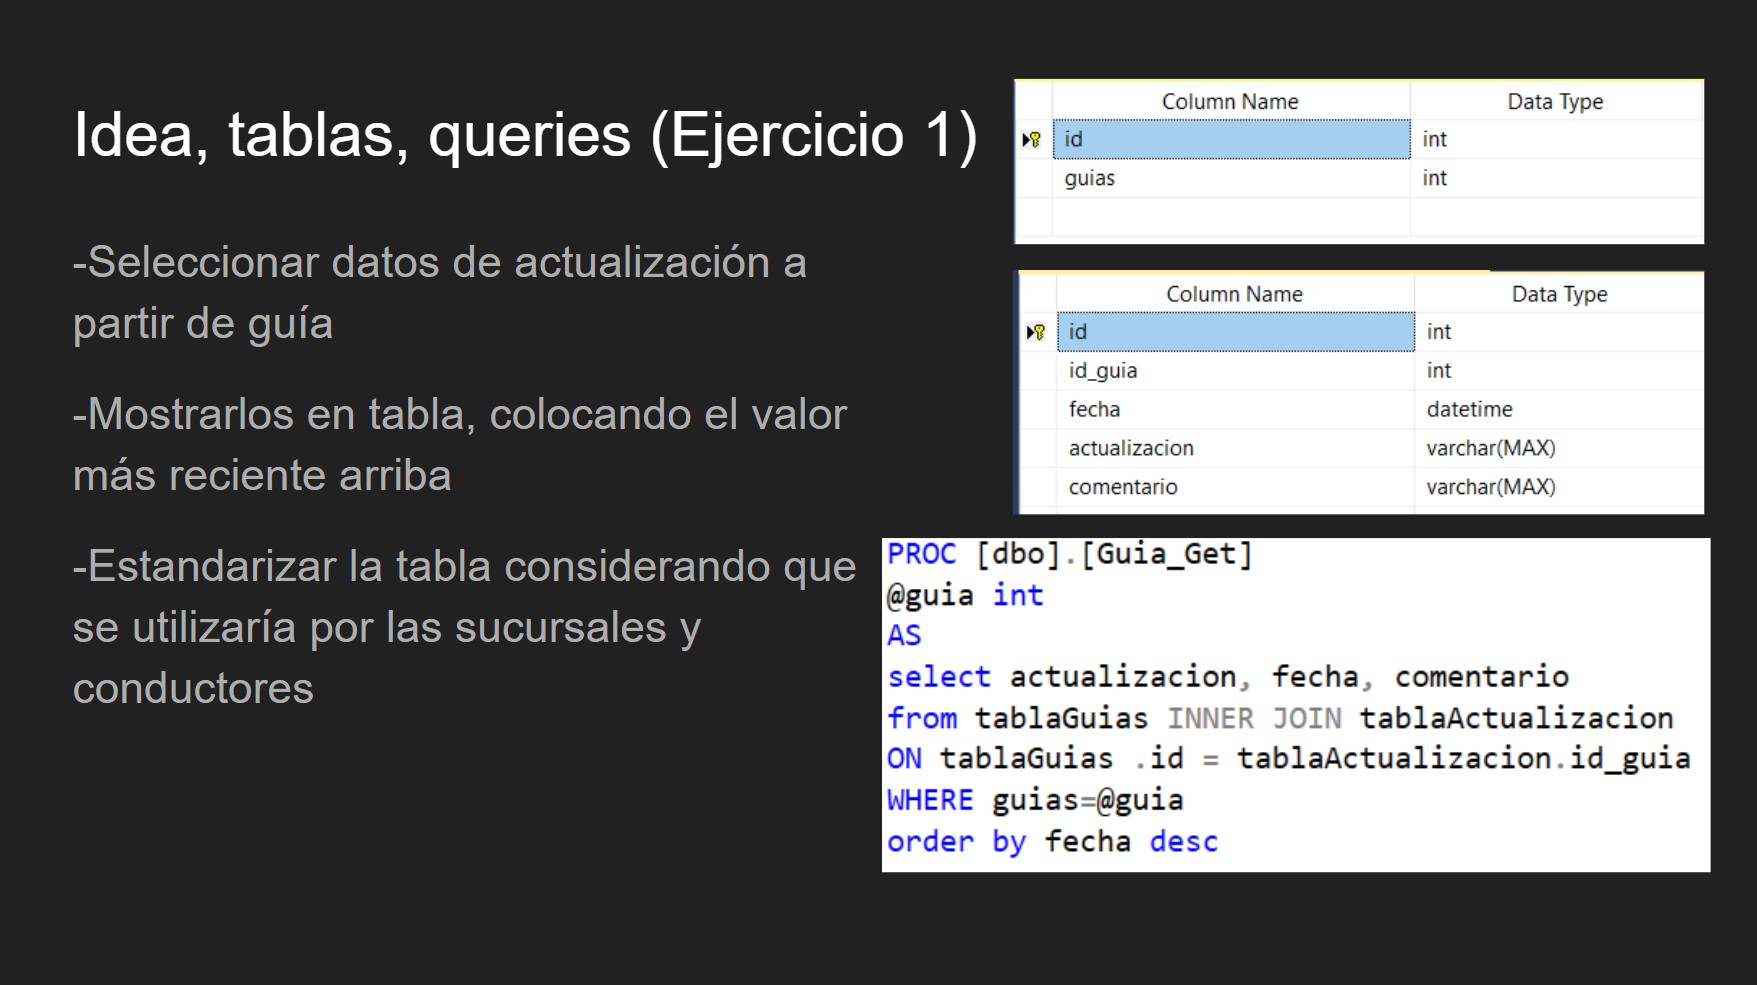 Idea, tablas, queries (Ejercicio 1)
-Seleccionar datos de actualización a
partir de guía
-Mostrarlos en tabla, colocando el valor
más reciente arriba
-Estandarizar la tabla considerando que
se utilizaría por las sucursales y
conductores
Column Name Data Type
id int
guias int
Column Name Data Type
id int
id_guia int
fecha datetime
actualizacion varchar(MAX)
comentario varchar(MAX)
PROC [dbo].[Guia_Get]
@guia int
AS
select actualizacion, fecha, comentario
from tablaGuias INNER JOIN tablaActualizacion
ON tablaGuias .id = tablaActualizacion.id_guia
WHERE guias=@guia
order by fecha desc